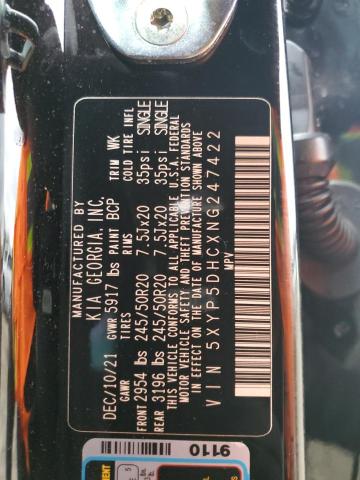 MANUFACTURED BY
KIA GEORGIA, INC.
DEC/10/21 GVWR 5917 lbs PAINT BCP TRIM WK
GAWR TIRES RIMS COLD TIRE INFL
FRONT 2954 lbs 245/50R20 7.5Jx20 35psi SINGLE
REAR 3196 lbs 245/50R20 7.5Jx20 35psi SINGLE
THIS VEHICLE CONFORMS TO ALL APPLICABLE U.S.A. FEDERAL
MOTOR VEHICLE SAFETY AND THEFT PREVENTION STANDARDS
IN EFFECT ON THE DATE OF MANUFACTURE SHOWN ABOVE
VIN 5XYP5DHCXNG247422
MPV
9110